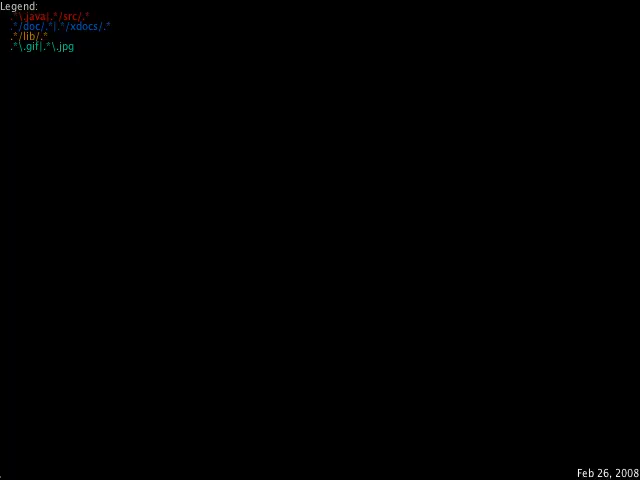 Legend:
.*\.java|.*/src/.*
.*/doc/.*|.*/xdocs/.*
.*/lib/.*
.*\.gif|.*\.jpg
Feb 26, 2008